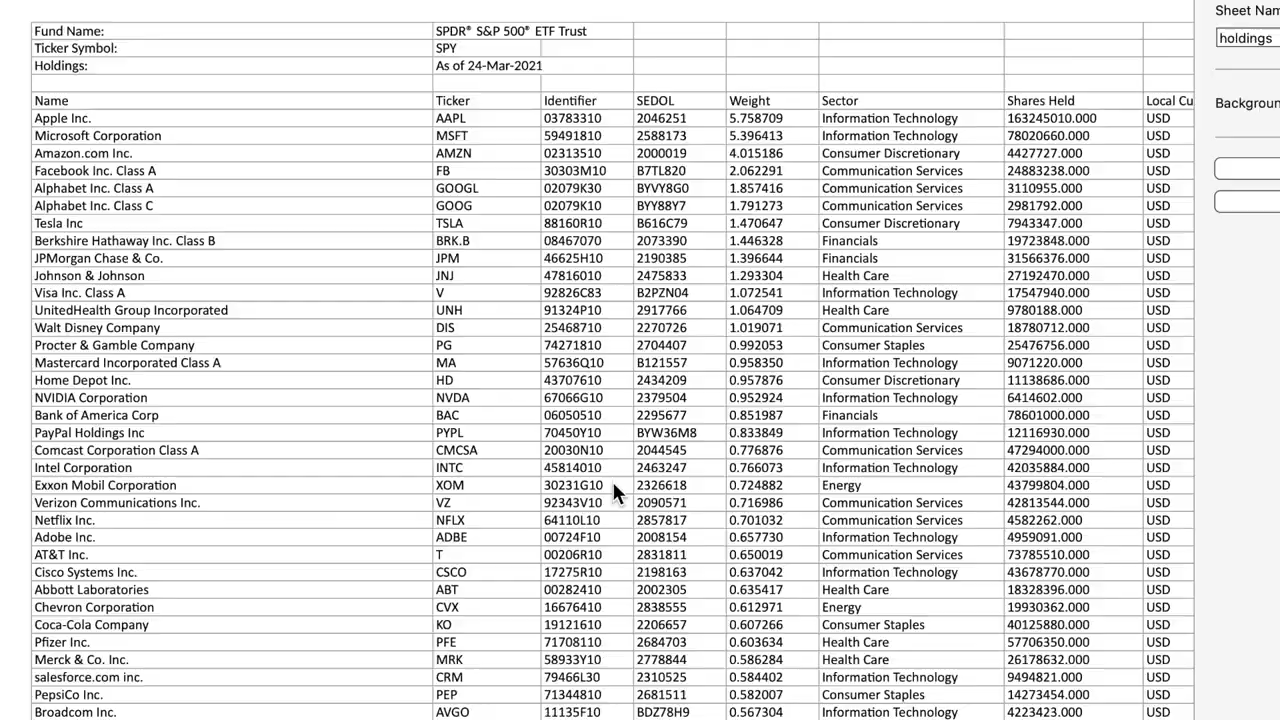 Sheet Nam
Fund Name: SPDR® S&P 500® ETF Trust
holdings
Ticker Symbol: SPY
Holdings: As of 24-Mar-2021
Name Ticker Identifier SEDOL Weight Sector Shares Held Local Cu
Backgroun
Apple Inc. AAPL 03783310 2046251 5.758709 Information Technology 163245010.000 USD
Microsoft Corporation MSFT 59491810 2588173 5.396413 Information Technology 78020660.000 USD
Amazon.com Inc. AMZN 02313510 2000019 4.015186 Consumer Discretionary 4427727.000 USD
Facebook Inc. Class A FB 30303M10 B7TL820 2.062291 Communication Services 24883238.000 USD
Alphabet Inc. Class A GOOGL 02079K30 BYVY8G0 1.857416 Communication Services 3110955.000 USD
Alphabet Inc. Class C GOOG 02079K10 BYY88Y7 1.791273 Communication Services 2981792.000 USD
Tesla Inc TSLA 88160R10 B616C79 1.470647 Consumer Discretionary 7943347.000 USD
Berkshire Hathaway Inc. Class B BRK.B 08467070 2073390 1.446328 Financials 19723848.000 USD
JPMorgan Chase & Co. JPM 46625H10 2190385 1.396644 Financials 31566376.000 USD
Johnson & Johnson JNJ 47816010 2475833 1.293304 Health Care 27192470.000 USD
Visa Inc. Class A V 92826C83 B2PZN04 1.072541 Information Technology 17547940.000 USD
UnitedHealth Group Incorporated UNH 91324P10 2917766 1.064709 Health Care 9780188.000 USD
Walt Disney Company DIS 25468710 2270726 1.019071 Communication Services 18780712.000 USD
Procter & Gamble Company PG 74271810 2704407 0.992053 Consumer Staples 25476756.000 USD
Mastercard Incorporated Class A MA 57636Q10 B121557 0.958350 Information Technology 9071220.000 USD
Home Depot Inc. HD 43707610 2434209 0.957876 Consumer Discretionary 11138686.000 USD
NVIDIA Corporation NVDA 67066G10 2379504 0.952924 Information Technology 6414602.000 USD
Bank of America Corp BAC 06050510 2295677 0.851987 Financials 78601000.000 USD
PayPal Holdings Inc PYPL 70450Y10 BYW36M8 0.833849 Information Technology 12116930.000 USD
Comcast Corporation Class A CMCSA 20030N10 2044545 0.776876 Communication Services 47294000.000 USD
Intel Corporation INTC 45814010 2463247 0.766073 Information Technology 42035884.000 USD
Exxon Mobil Corporation XOM 30231G10 2326618 0.724882 Energy 43799804.000 USD
Verizon Communications Inc. VZ 92343V10 2090571 0.716986 Communication Services 42813544.000 USD
Netflix Inc. NFLX 64110L10 2857817 0.701032 Communication Services 4582262.000 USD
Adobe Inc. ADBE 00724F10 2008154 0.657730 Information Technology 4959091.000 USD
AT&T Inc. T 00206R10 2831811 0.650019 Communication Services 73785510.000 USD
Cisco Systems Inc. CSCO 17275R10 2198163 0.637042 Information Technology 43678770.000 USD
Abbott Laboratories ABT 00282410 2002305 0.635417 Health Care 18328396.000 USD
Chevron Corporation CVX 16676410 2838555 0.612971 Energy 19930362.000 USD
Coca-Cola Company KO 19121610 2206657 0.607266 Consumer Staples 40125880.000 USD
Pfizer Inc. PFE 71708110 2684703 0.603634 Health Care 57706350.000 USD
Merck & Co. Inc. MRK 58933Y10 2778844 0.586284 Health Care 26178632.000 USD
salesforce.com inc. CRM 79466L30 2310525 0.584402 Information Technology 9494821.000 USD
PepsiCo Inc. PEP 71344810 2681511 0.582007 Consumer Staples 14273454.000 USD
Broadcom Inc. AVGO 11135F10 BDZ78H9 0.567304 Information Technology 4223423.000 USD